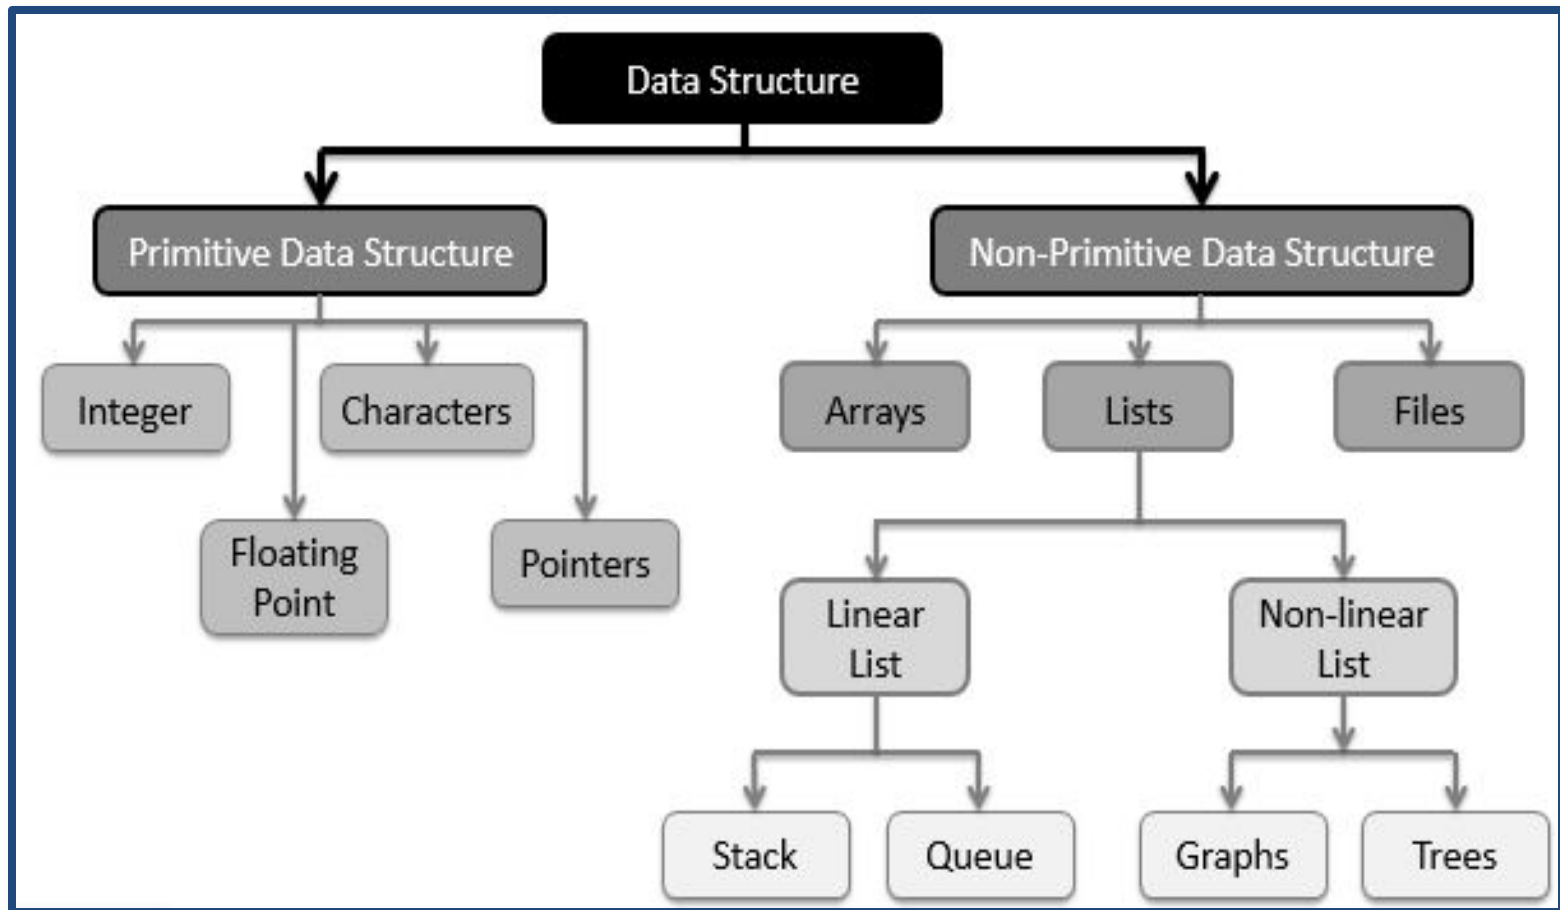 Data Structure
Primitive Data Structure
Non-Primitive Data Structure
Integer
Characters
Arrays
Lists
Files
Floating
Point
Pointers
Linear
List
Non-linear
List
Stack
Queue
Graphs
Trees